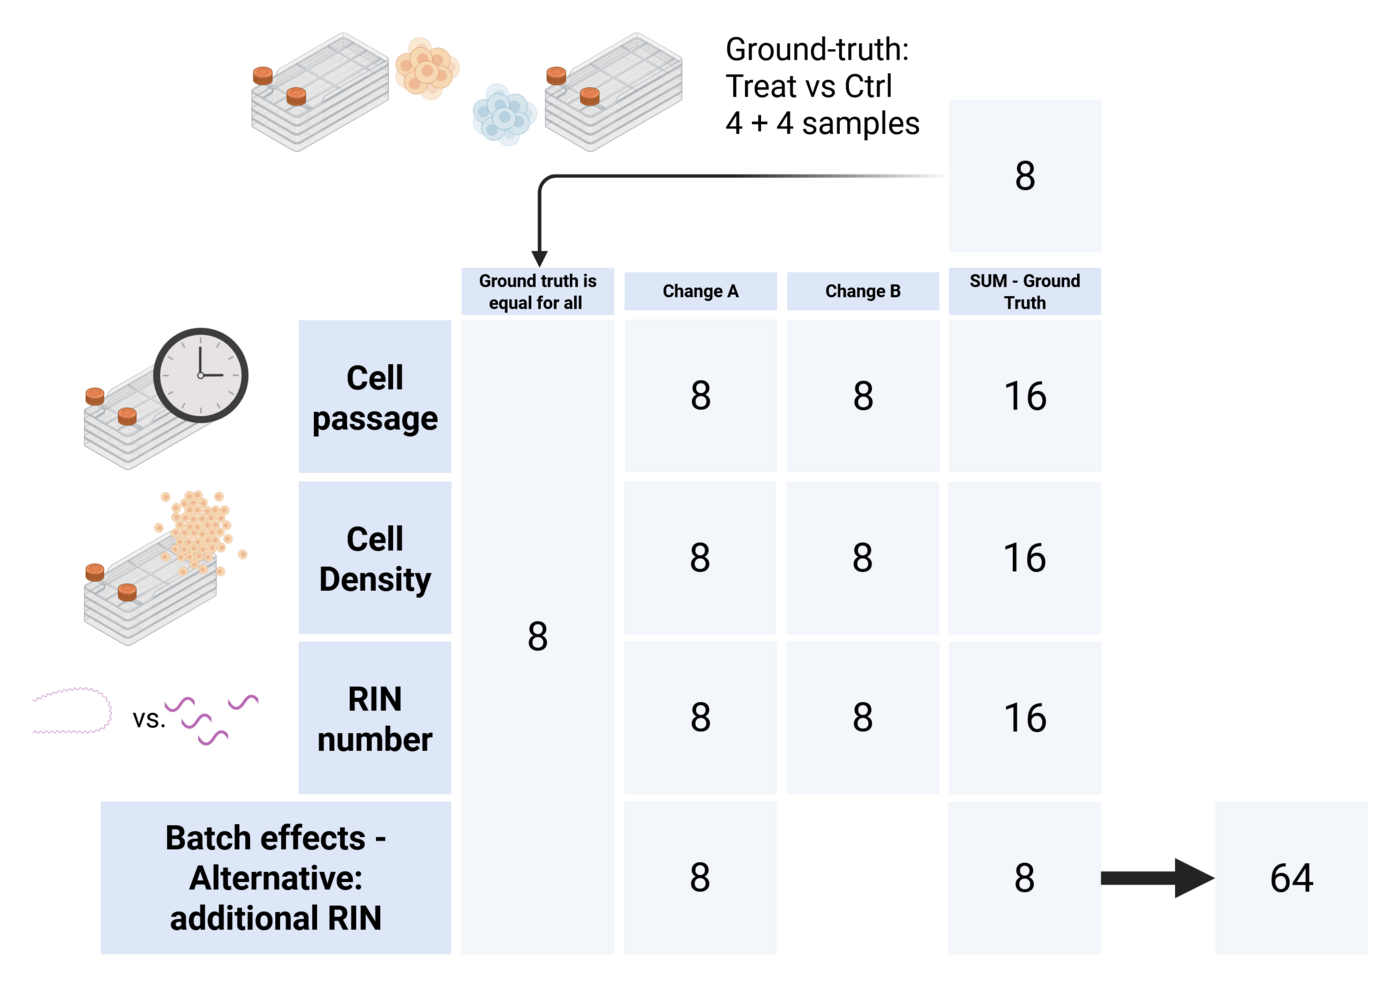 Ground-truth:
Treat vs Ctrl
4 + 4 samples
8
Ground truth is
equal for all
Change A
Change B
SUM - Ground
Truth
Cell
passage
8
8
16
Cell
Density
8
8
16
8
vs.
RIN
number
8
8
16
Batch effects -
Alternative:
additional RIN
8
8
64